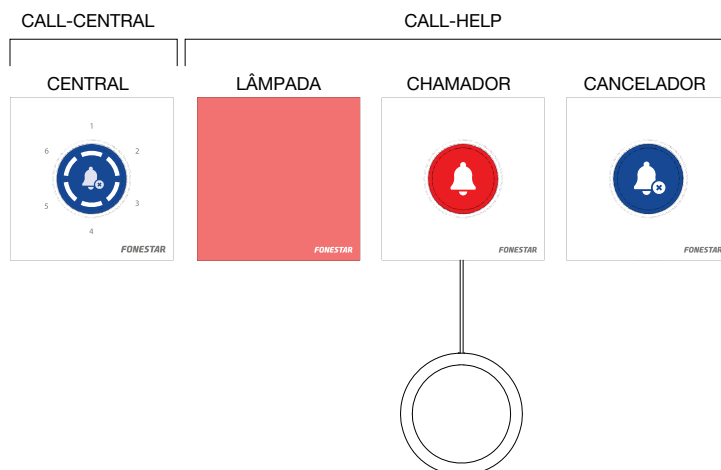 CALL-CENTRAL
CALL-HELP
CENTRAL
LÂMPADA
CHAMADOR
CANCELADOR
1
6
2
5
3
4
FONESTAR
FONESTAR
FONESTAR
FONESTAR